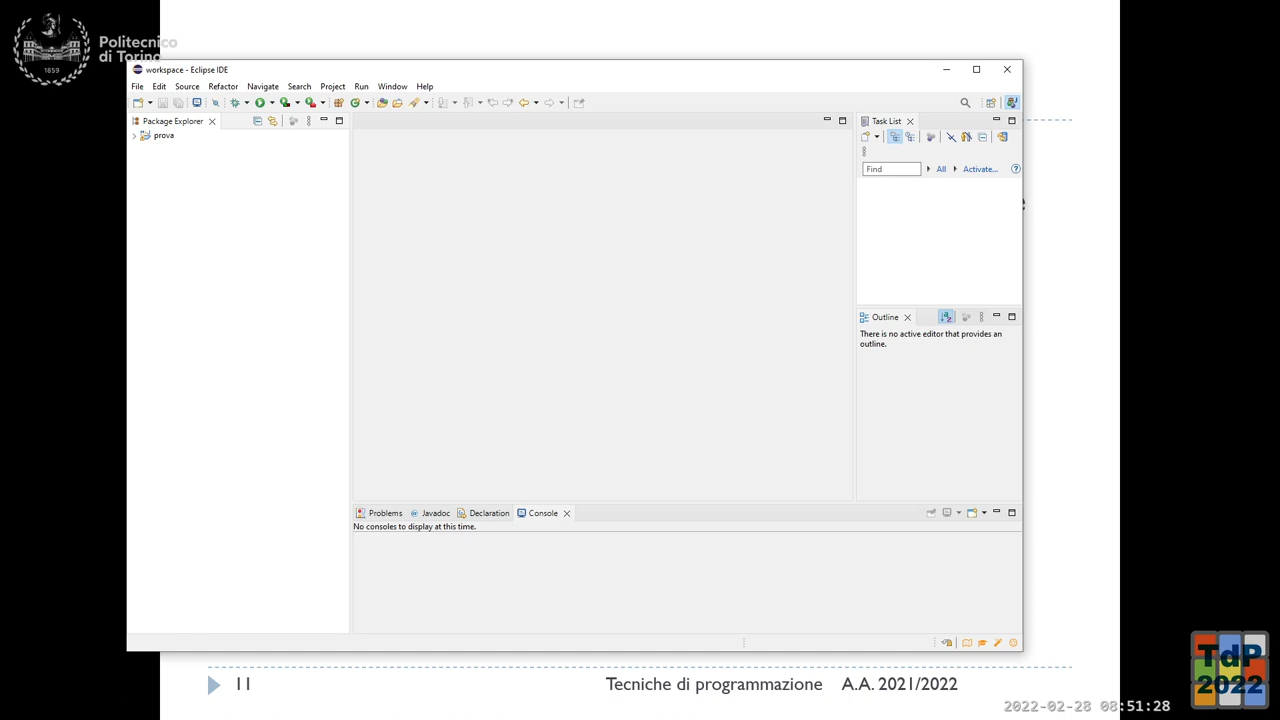 Politecnico
di Torino
1859
workspace - Eclipse IDE
File Edit Source Refactor Navigate Search Project Run Window Help
Package Explorer
prova
Task List
Find
All
Activate...
e
Outline
There is no active editor that provides an
outline.
Problems Javadoc Declaration Console
No consoles to display at this time.
11
Tecniche di programmazione A.A. 2021/2022
TdP
2022
2022-02-28 08:51:28